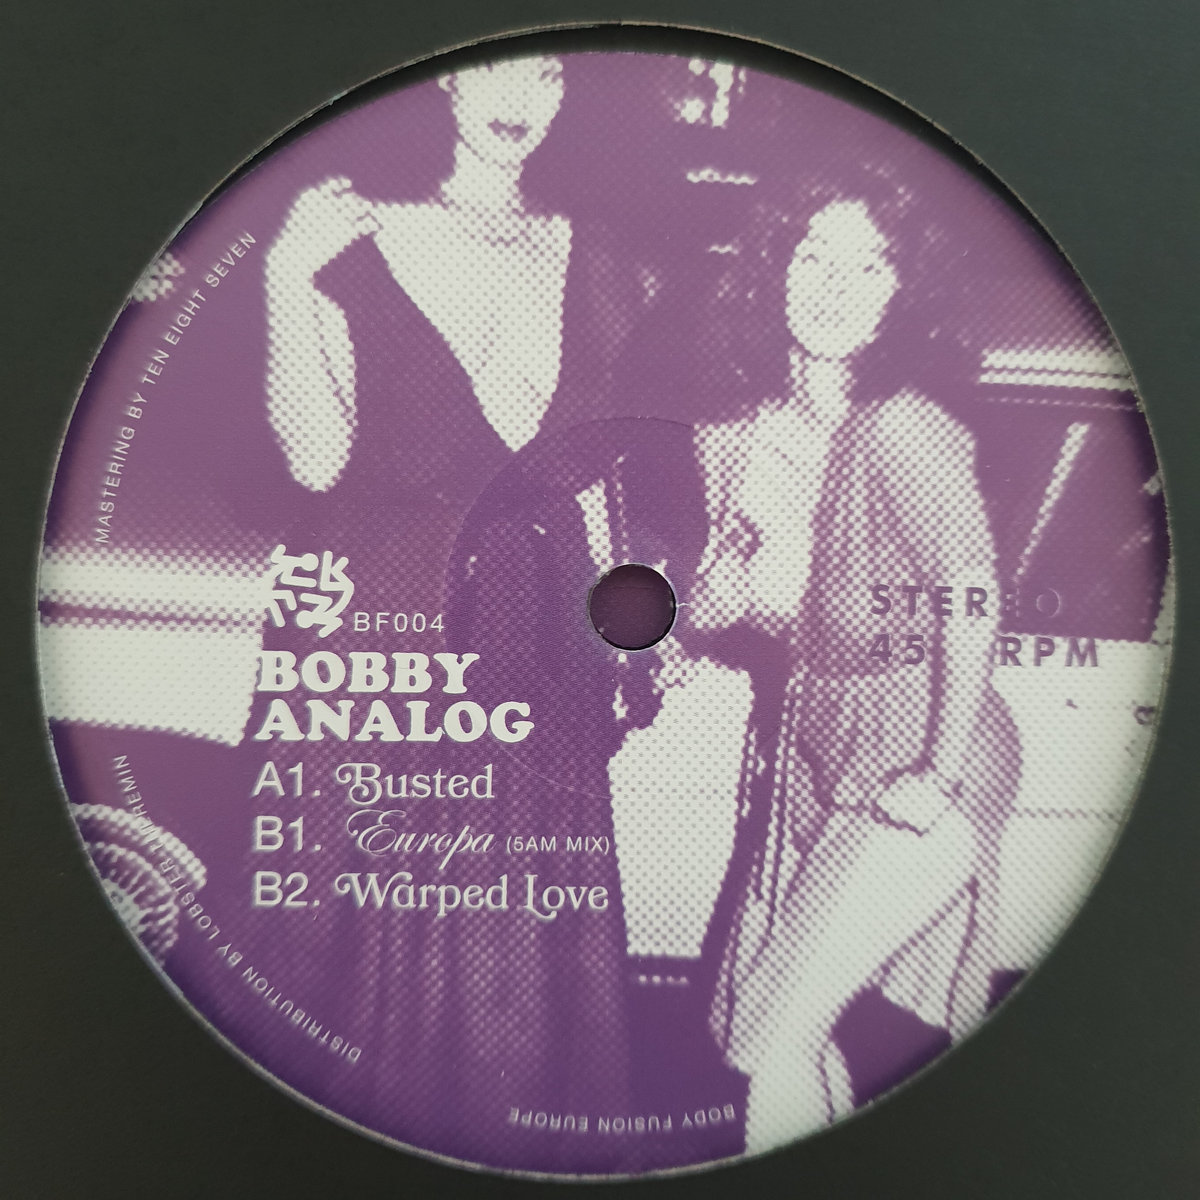 MASTERING BY TEN EIGHT SEVEN
BF004
BOBBY
ANALOG
A1. Busted
B1. Europa (5AM MIX)
B2. Warped Love
STEREO
45 RPM
DISTRIBUTION BY LOBSTER THEREMIN
BODY FUSION EUROPE